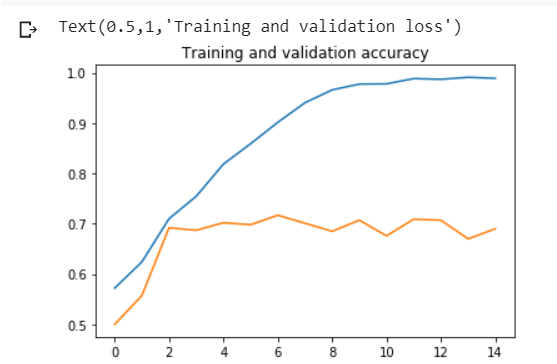 Text(0.5,1,'Training and validation loss')
Training and validation accuracy
1.0
0.9
0.8
0.7
0.6
0.5
0 2 4 6 8 10 12 14